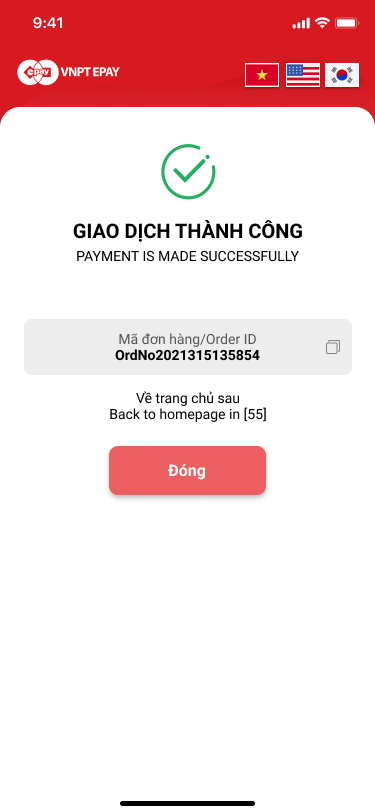 9:41
epay VNPT EPAY
GIAO DỊCH THÀNH CÔNG
PAYMENT IS MADE SUCCESSFULLY
Mã đơn hàng/Order ID
OrdNo2021315135854
Về trang chủ sau
Back to homepage in [55]
Đóng